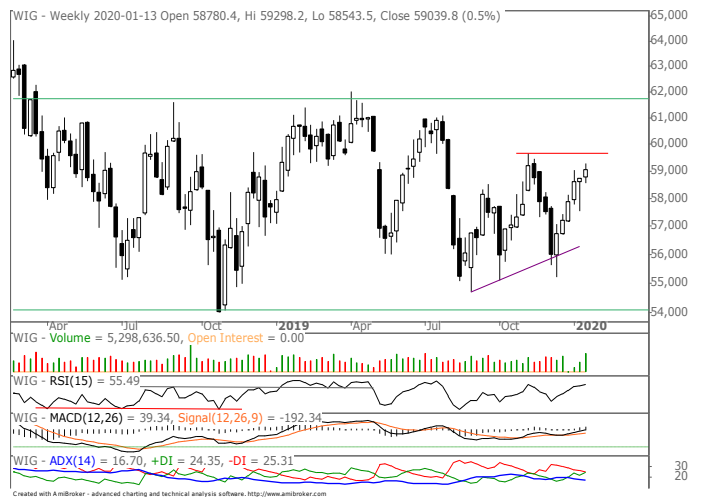 WIG - Weekly 2020-01-13 Open 58780.4, Hi 59298.2, Lo 58543.5, Close 59039.8 (0.5%)
65,000
64,000
63,000
62,000
61,000
60,000
59,000
58,000
57,000
56,000
55,000
54,000
Apr Jul Oct 2019 Apr Jul Oct 2020
WIG - Volume = 5,298,636.50, Open Interest = 0.00
WIG - RSI(15) = 55.49
WIG - MACD(12,26) = 39.34, Signal(12,26,9) = -192.34
WIG - ADX(14) = 16.70, +DI = 24.35, -DI = 25.31
30
20
Created with AmiBroker - advanced charting and technical analysis software. http://www.amibroker.com